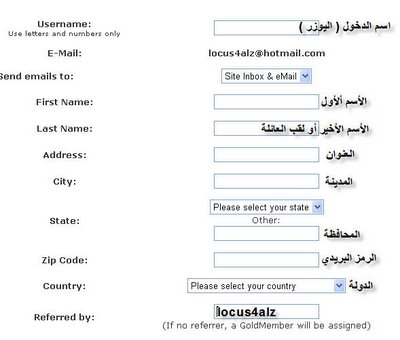 Username: اسم الدخول ( اليوزر )
Use letters and numbers only
E-Mail: locus4alz@hotmail.com
Send emails to: Site Inbox & eMail
First Name: الأسم ألأول
Last Name: الأسم الأخير أو لقب العائلة
Address: العنوان
City: المدينة
Please select your state
State: Other:
المحافظة
Zip Code: الرمز البريدي
Country: Please select your country الدولة
Referred by: locus4alz
(If no referrer, a GoldMember will be assigned)